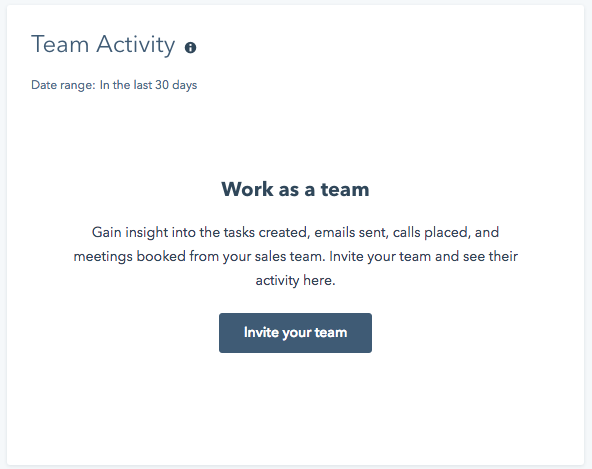 Team Activity
Date range: In the last 30 days
Work as a team
Gain insight into the tasks created, emails sent, calls placed, and
meetings booked from your sales team. Invite your team and see their
activity here.
Invite your team